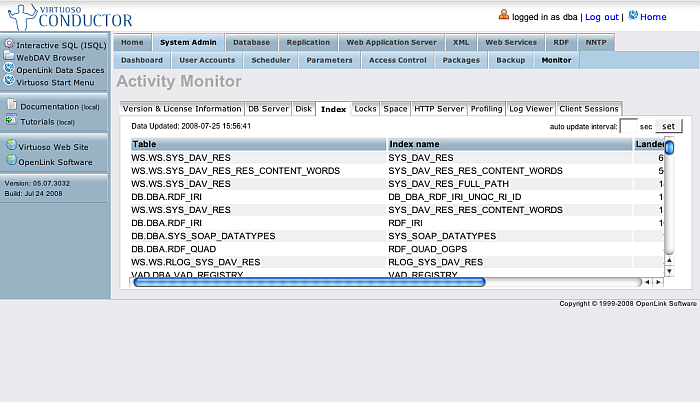 VIRTUOSO
CONDUCTOR
logged in as dba | Log out | Home
Interactive SQL (ISQL)
WebDAV Browser
OpenLink Data Spaces
Virtuoso Start Menu
Documentation (local)
Tutorials (local)
Virtuoso Web Site
OpenLink Software
Version: 05.07.3032
Build: Jul 24 2008
Home System Admin Database Replication Web Application Server XML Web Services RDF NNTP
Dashboard User Accounts Scheduler Parameters Access Control Packages Backup Monitor
Activity Monitor
Version & License Information DB Server Disk Index Locks Space HTTP Server Profiling Log Viewer Client Sessions
Data Updated: 2008-07-25 15:56:41 auto update interval: sec set
Table Index name
WS.WS.SYS_DAV_RES SYS_DAV_RES 6
WS.WS.SYS_DAV_RES_RES_CONTENT_WORDS SYS_DAV_RES_RES_CONTENT_WORDS
WS.WS.SYS_DAV_RES SYS_DAV_RES_FULL_PATH
DB.DBA.RDF_IRI DB_DBA_RDF_IRI_UNQC_RI_ID
WS.WS.SYS_DAV_RES SYS_DAV_RES_RES_CONTENT_WORDS
DB.DBA.RDF_IRI RDF_IRI
DB.DBA.SYS_SOAP_DATATYPES SYS_SOAP_DATATYPES
DB.DBA.RDF_QUAD RDF_QUAD_OGPS
WS.WS.RLOG_SYS_DAV_RES RLOG_SYS_DAV_RES
VAD.DBA.VAD_REGISTRY VAD_REGISTRY
Copyright © 1999-2008 OpenLink Software